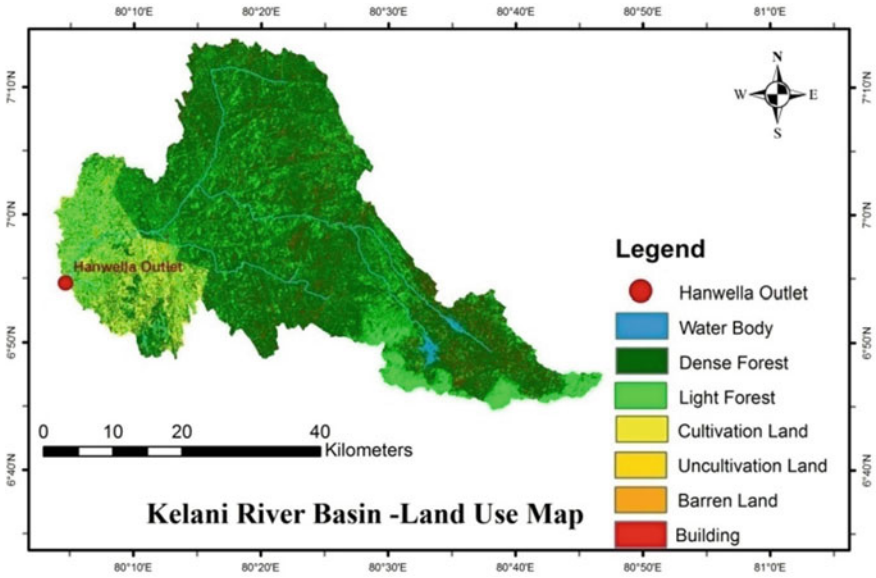 80°10'E 80°20'E 80°30'E 80°40'E 80°50'E 81°0'E
N
W E
S
7°10'N 7°10'N
7°0'N 7°0'N
6°50'N 6°50'N
6°40'N 6°40'N
Hanwella Outlet
Legend
Hanwella Outlet
Water Body
Dense Forest
Light Forest
Cultivation Land
Uncultivation Land
Barren Land
Building
0 10 20 40
Kilometers
Kelani River Basin -Land Use Map
80°10'E 80°20'E 80°30'E 80°40'E 80°50'E 81°0'E